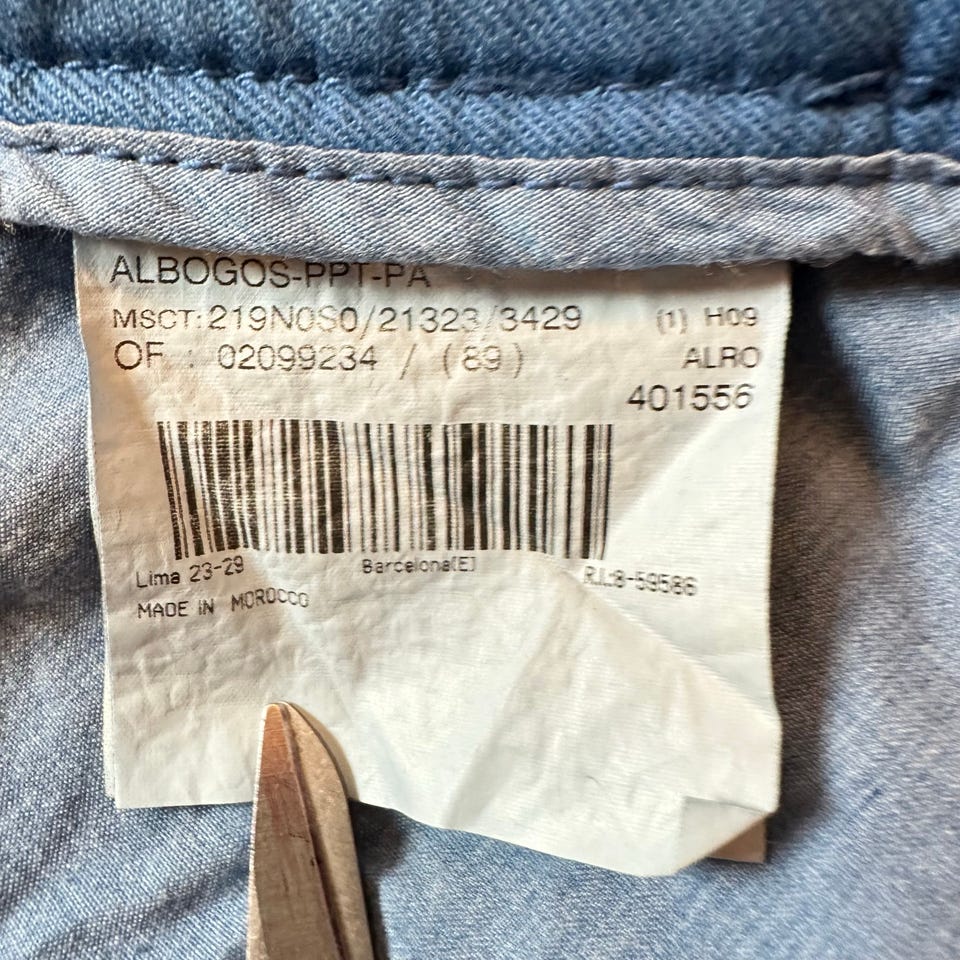 ALBOGOS-PPT-PA
MSCT:219N0S0/21323/3429 (1) H09
OF : 02099234 / (89) ALRO
401556
Lima 23-29 Barcelona(E) R.I.:8-59586
MADE IN MOROCCO